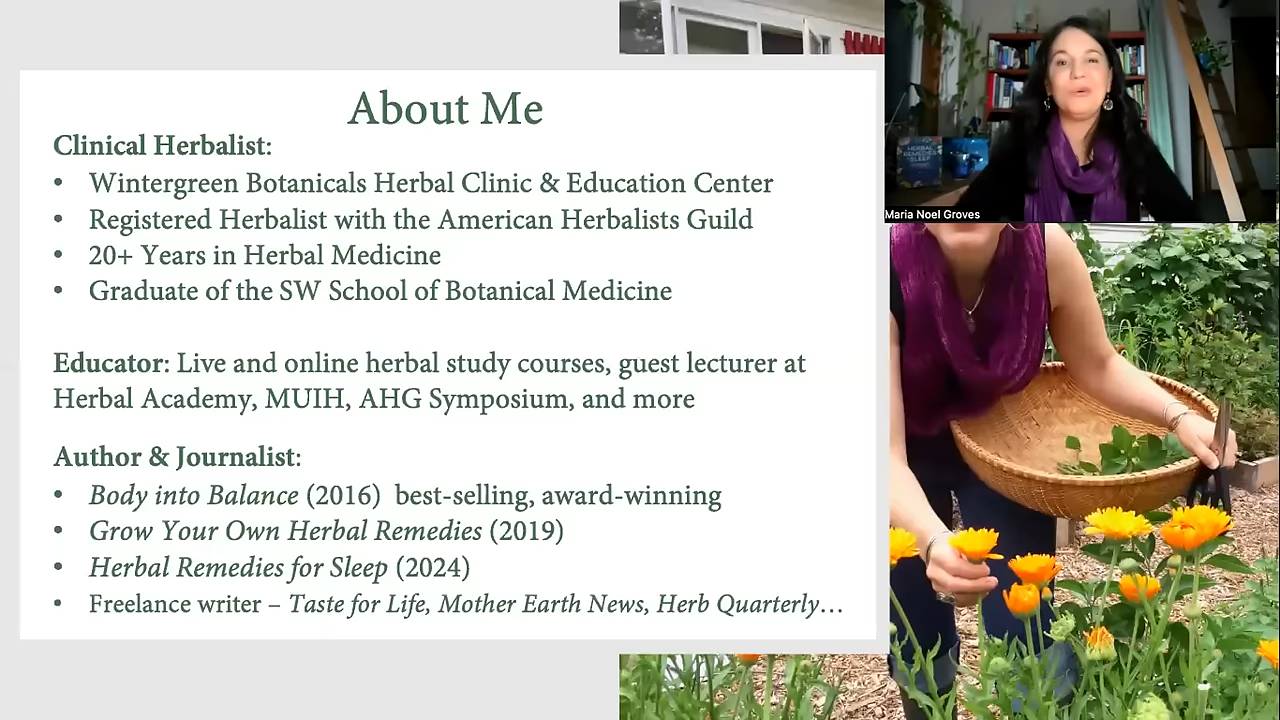 About Me
Clinical Herbalist:
• Wintergreen Botanicals Herbal Clinic & Education Center
• Registered Herbalist with the American Herbalists Guild
• 20+ Years in Herbal Medicine
• Graduate of the SW School of Botanical Medicine
Educator: Live and online herbal study courses, guest lecturer at
Herbal Academy, MUIH, AHG Symposium, and more
Author & Journalist:
• Body into Balance (2016) best-selling, award-winning
• Grow Your Own Herbal Remedies (2019)
• Herbal Remedies for Sleep (2024)
• Freelance writer – Taste for Life, Mother Earth News, Herb Quarterly…
HERBAL
REMEDIES
SLEEP
Maria Noel Groves